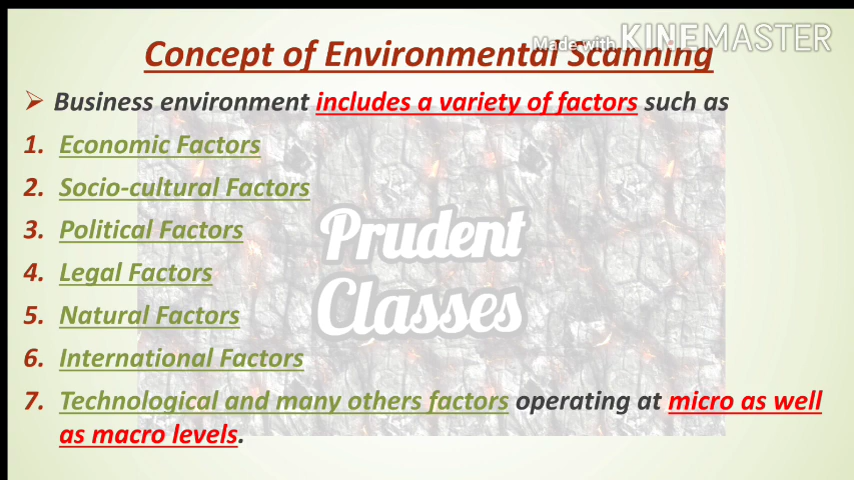 Made with KINEMASTER
Concept of Environmental Scanning
➢ Business environment includes a variety of factors such as
1. Economic Factors
2. Socio-cultural Factors
3. Political Factors
4. Legal Factors
5. Natural Factors
6. International Factors
7. Technological and many others factors operating at micro as well
as macro levels.
Prudent
Classes